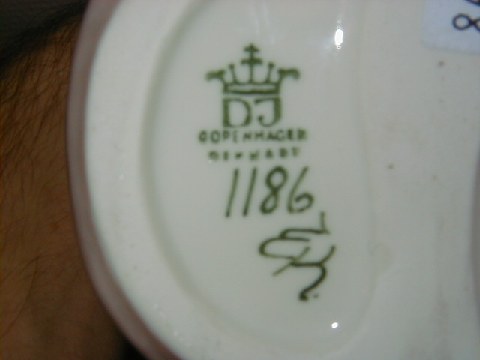 DJ
COPENHAGEN
DENMARK
1186